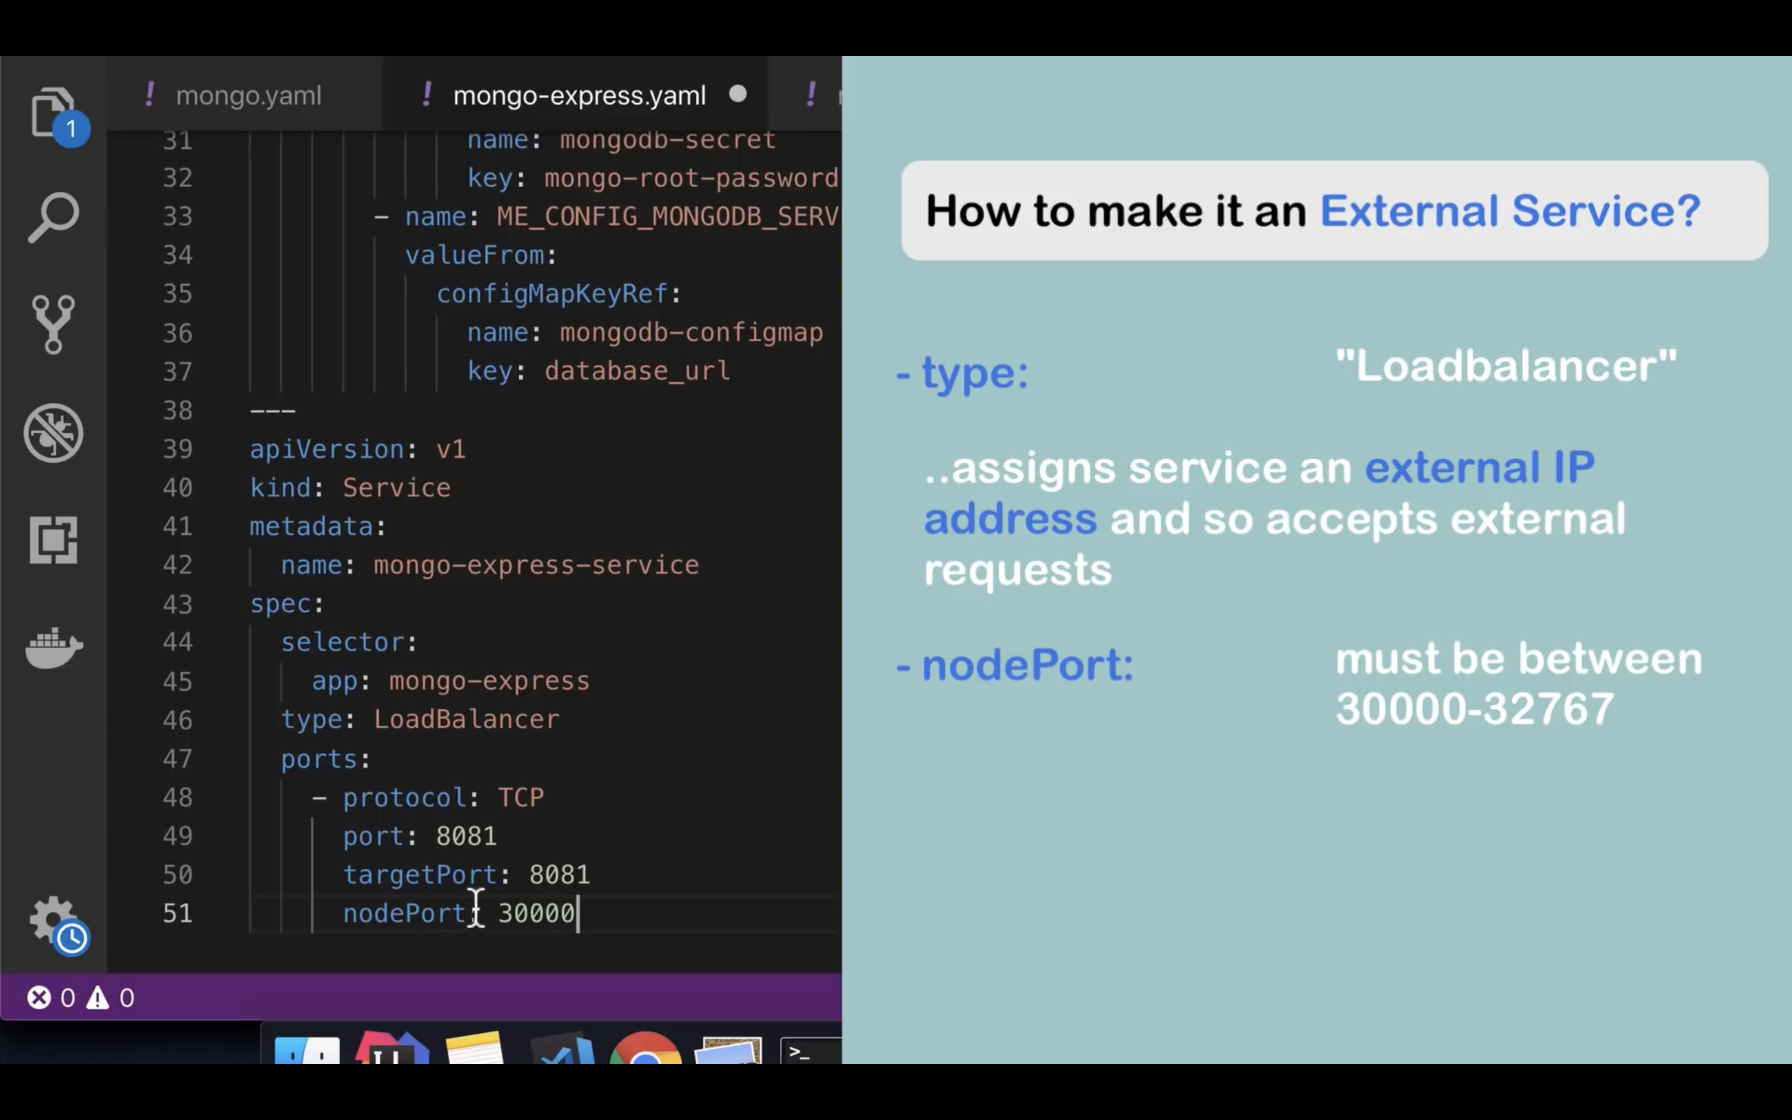 ! mongo.yaml
! mongo-express.yaml
!
1
31 name: mongodb-secret
32 key: mongo-root-password
33 - name: ME_CONFIG_MONGODB_SERV
34 valueFrom:
35 configMapKeyRef:
36 name: mongodb-configmap
37 key: database_url
38 ---
39 apiVersion: v1
40 kind: Service
41 metadata:
42 name: mongo-express-service
43 spec:
44 selector:
45 app: mongo-express
46 type: LoadBalancer
47 ports:
48 - protocol: TCP
49 port: 8081
50 targetPort: 8081
51 nodePort: 30000
0 0
>_
How to make it an External Service?
- type: "Loadbalancer"
..assigns service an external IP
address and so accepts external
requests
- nodePort: must be between
30000-32767